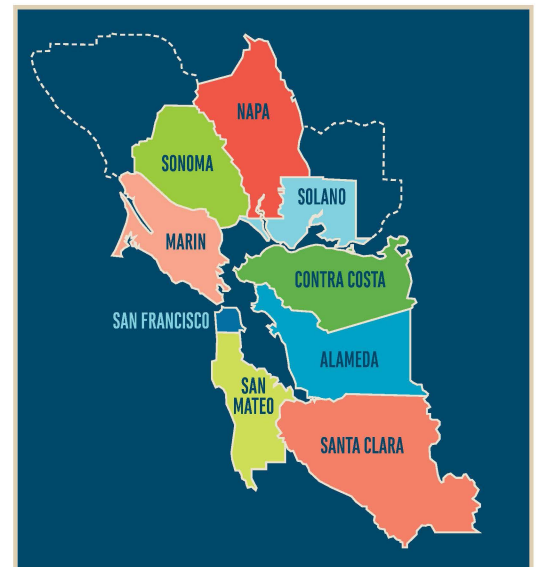 NAPA
SONOMA
SOLANO
MARIN
CONTRA COSTA
SAN FRANCISCO
ALAMEDA
SAN
MATEO
SANTA CLARA